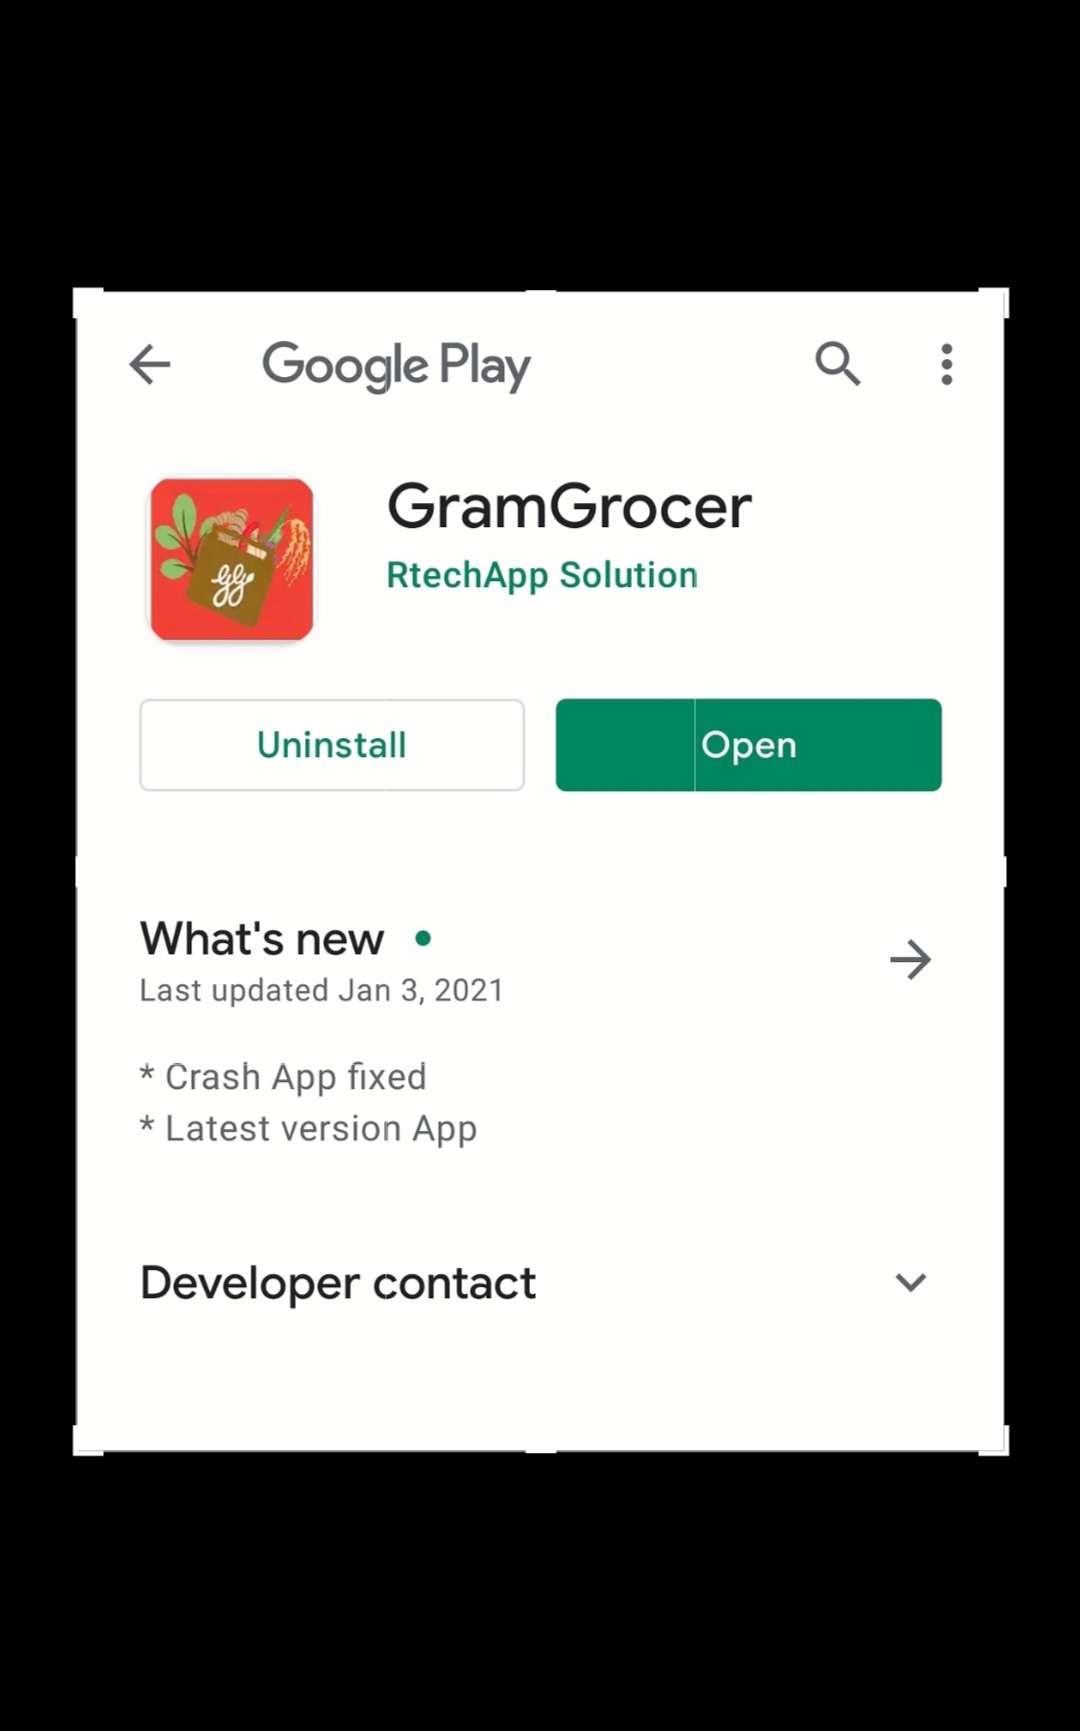 Google Play
GramGrocer
RtechApp Solution
gg
Uninstall
Open
What's new
Last updated Jan 3, 2021
* Crash App fixed
* Latest version App
Developer contact